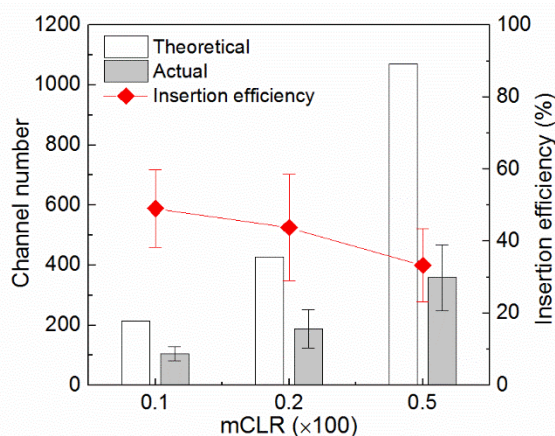 Theoretical
Actual
Insertion efficiency
Channel number
1200
1000
800
600
400
200
0
Insertion efficiency (%)
100
80
60
40
20
0
0.1 0.2 0.5
mCLR (×100)